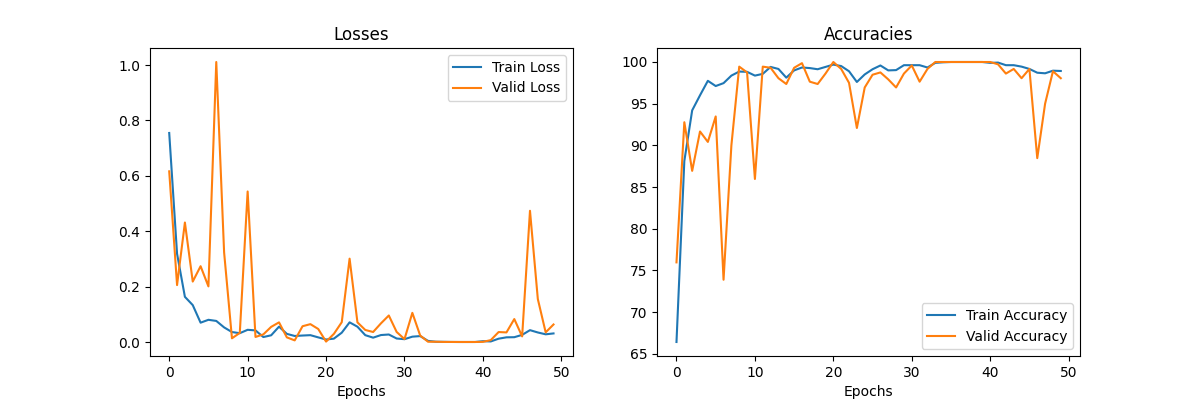 Losses
1.0
0.8
0.6
0.4
0.2
0.0
0 10 20 30 40 50
Epochs
Train Loss
Valid Loss
Accuracies
100
95
90
85
80
75
70
65
0 10 20 30 40 50
Epochs
Train Accuracy
Valid Accuracy